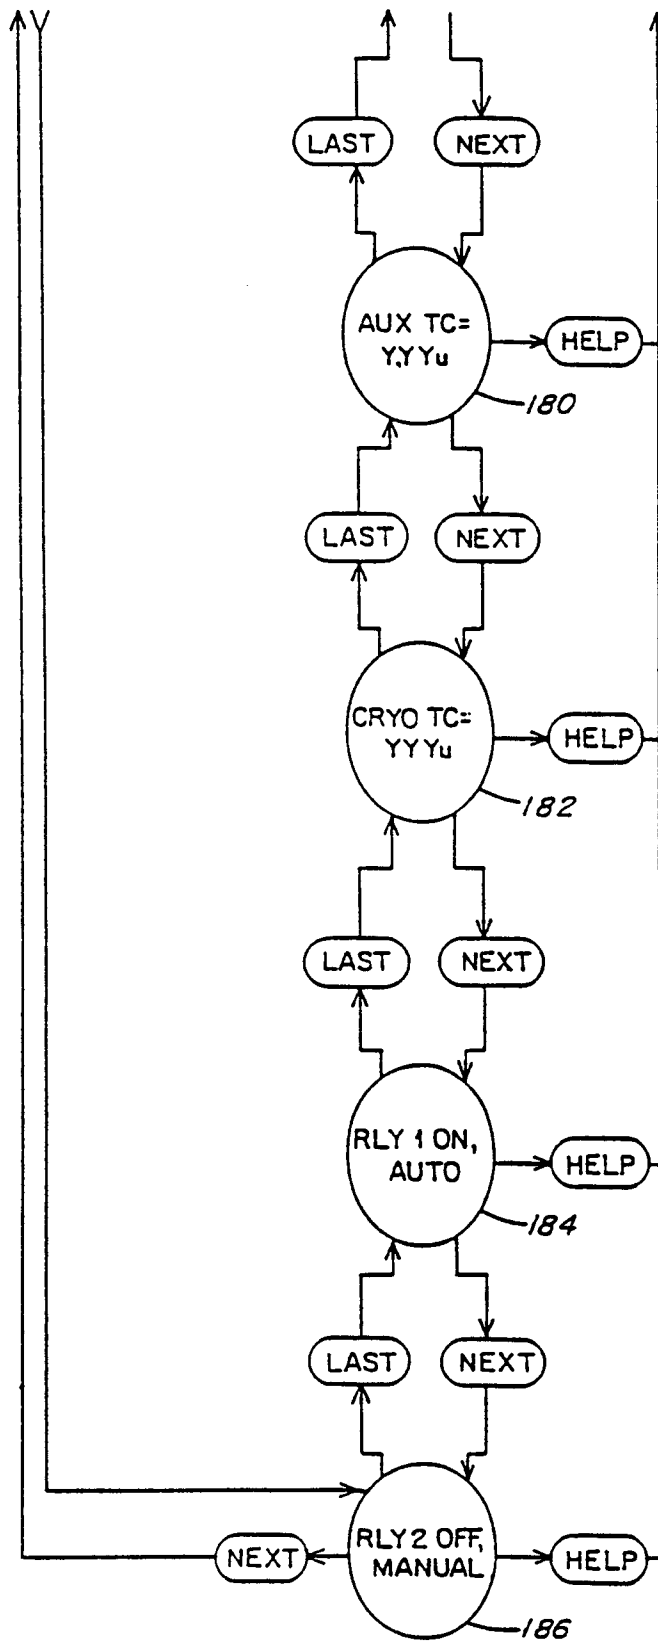 LAST NEXT
AUX TC=
Y,YYu
HELP
180
LAST NEXT
CRYO TC=
YYYu
HELP
182
LAST NEXT
RLY 1 ON,
AUTO
HELP
184
LAST NEXT
RLY 2 OFF,
MANUAL
NEXT
HELP
186